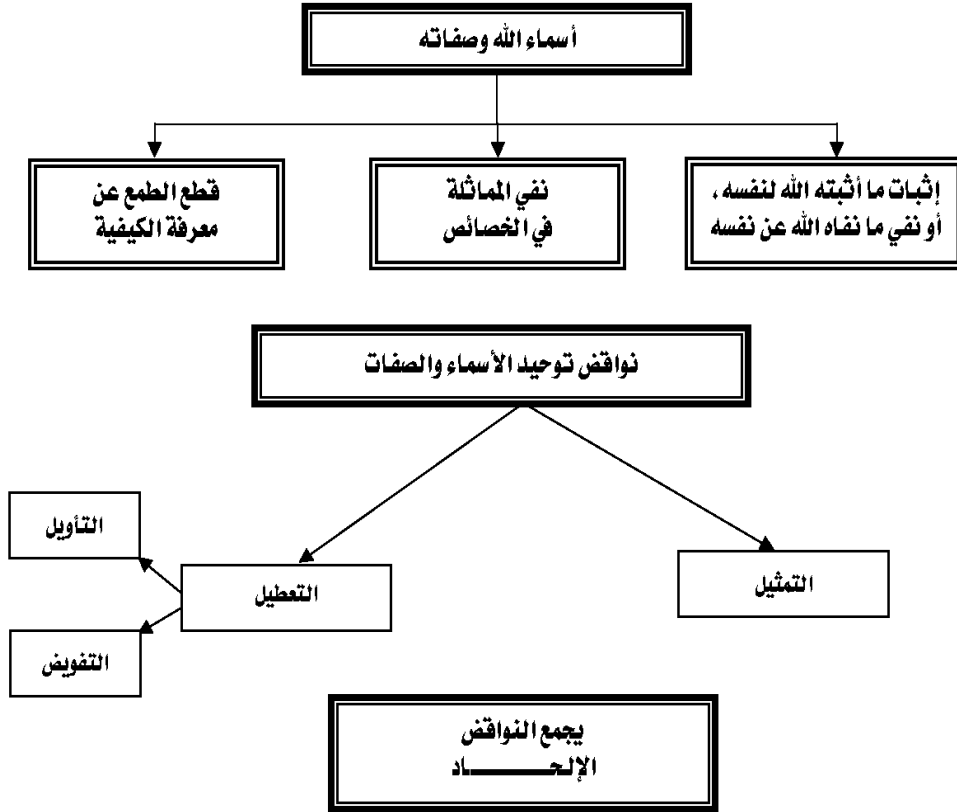 أسماء الله وصفاته
إثبات ما أثبته الله لنفسه ،
أو نفي ما نفاه الله عن نفسه
نفي المماثلة
في الخصائص
قطع الطمع عن
معرفة الكيفية
نواقض توحيد الأسماء والصفات
التمثيل
التعطيل
التأويل
التفويض
يجمع النواقض
الإلحــــــــــاد